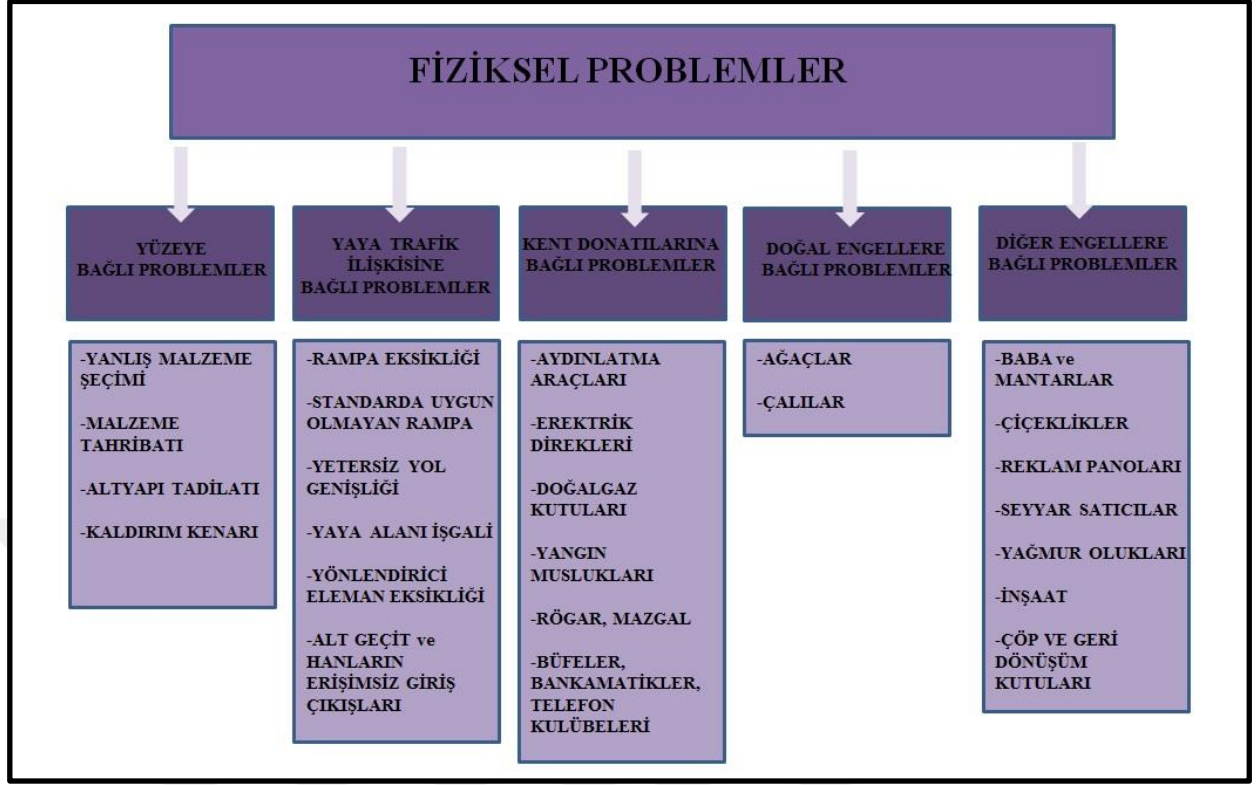 FİZİKSEL PROBLEMLER
YÜZEYE
BAĞLI PROBLEMLER
-YANLIŞ MALZEME
ŞEÇİMİ
-MALZEME
TAHRİBATI
-ALTYAPI TADİLATI
-KALDIRIM KENARI
YAYA TRAFİK
İLİŞKİSİNE
BAĞLI PROBLEMLER
-RAMPA EKSİKLİĞİ
-STANDARDA UYGUN
OLMAYAN RAMPA
-YETERSİZ YOL
GENİŞLİĞİ
-YAYA ALANI İŞGALİ
-YÖNLENDİRİCİ
ELEMAN EKSİKLİĞİ
-ALT GEÇİT ve
HANLARIN
ERİŞİMSİZ GİRİŞ
ÇIKIŞLARI
KENT DONATILARINA
BAĞLI PROBLEMLER
-AYDINLATMA
ARAÇLARI
-EREKTRİK
DİREKLERİ
-DOĞALGAZ
KUTULARI
-YANGIN
MUSLUKLARI
-RÖGAR, MAZGAL
-BÜFELER,
BANKAMATİKLER,
TELEFON
KULÜBELERİ
DOĞAL ENGELLERE
BAĞLI PROBLEMLER
-AĞAÇLAR
-ÇALILAR
DİĞER ENGELLERE
BAĞLI PROBLEMLER
-BABA ve
MANTARLAR
-ÇİÇEKLİKLER
-REKLAM PANOLARI
-SEYYAR SATICILAR
-YAĞMUR OLUKLARI
-İNŞAAT
-ÇÖP VE GERİ
DÖNÜŞÜM
KUTULARI